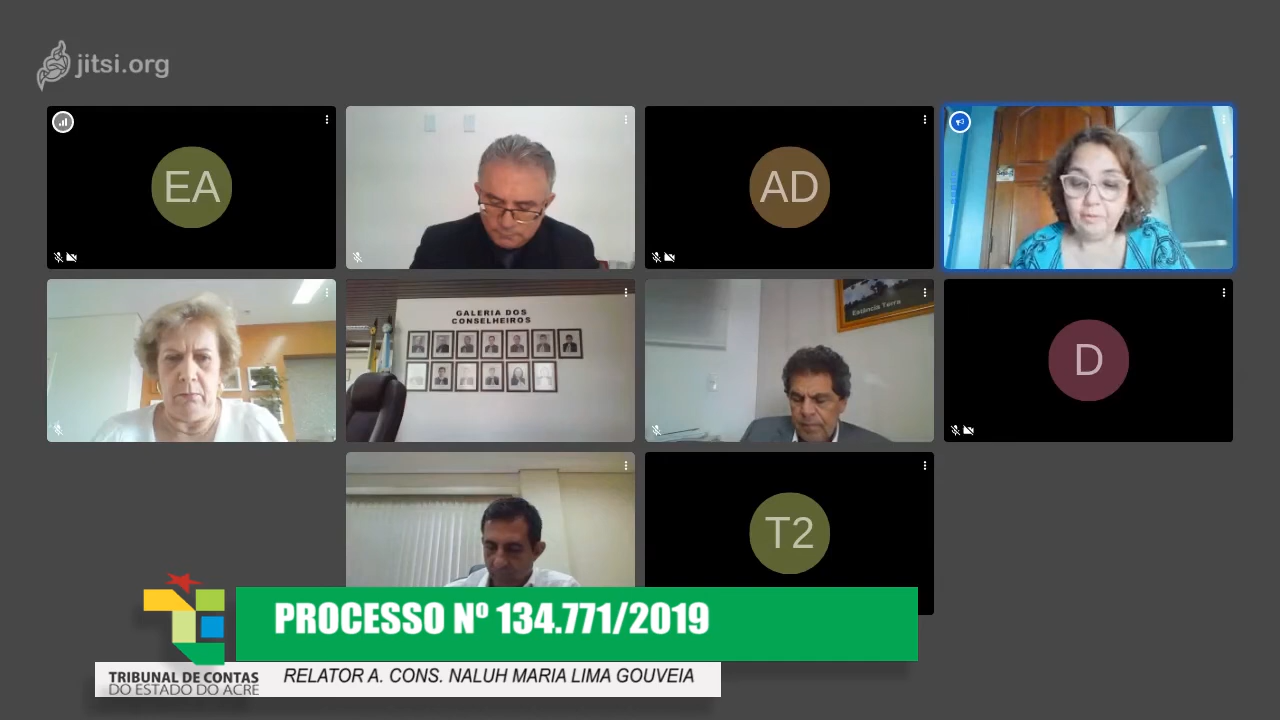 jitsi.org
EA
AD
GALERIA DOS
CONSELHEIROS
Estância Terra
D
T2
PROCESSO Nº 134.771/2019
TRIBUNAL DE CONTAS
DO ESTADO DO ACRE
RELATOR A. CONS. NALUH MARIA LIMA GOUVEIA